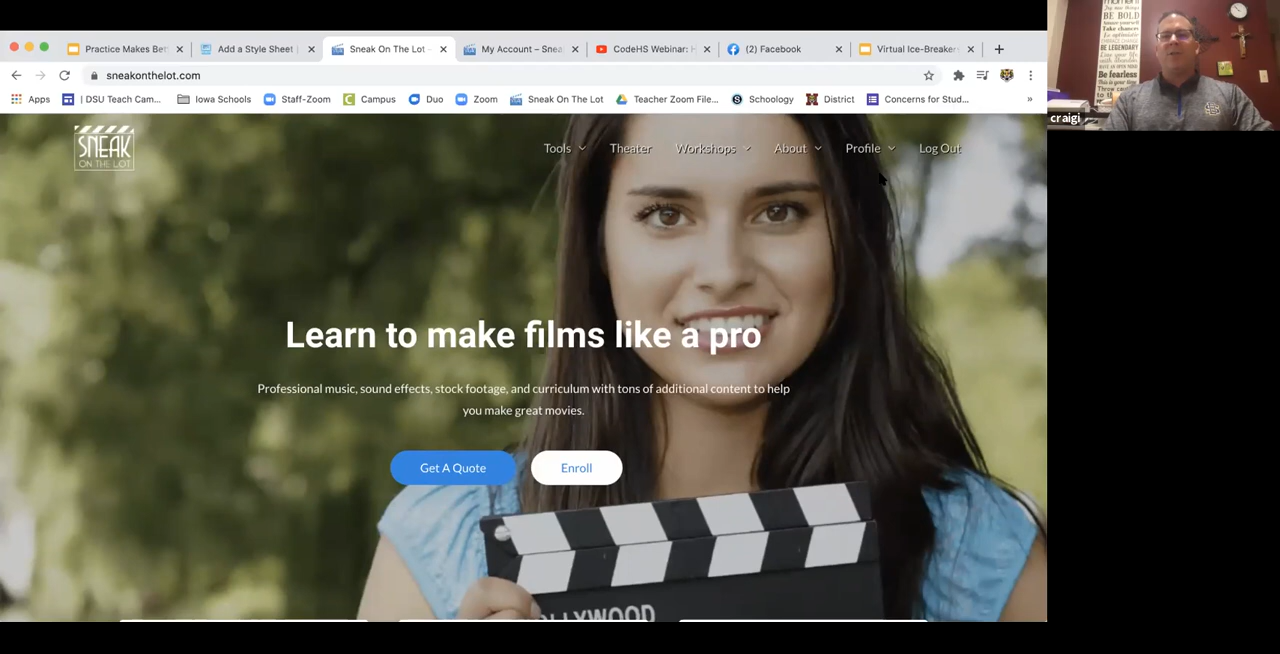 Practice Makes Bet
Add a Style Sheet
Sneak On The Lot
My Account – Snea
CodeHS Webinar: H
(2) Facebook
Virtual Ice-Breaker
sneakonthelot.com
Apps
| DSU Teach Cam...
Iowa Schools
Staff-Zoom
Campus
Duo
Zoom
Sneak On The Lot
Teacher Zoom File...
Schoology
District
Concerns for Stud...
»
SNEAK
ON THE LOT
Tools
Theater
Workshops
About
Profile
Log Out
Learn to make films like a pro
Professional music, sound effects, stock footage, and curriculum with tons of additional content to help
you make great movies.
Get A Quote
Enroll
OLLYWOOD
BE BOLD
BE LEGENDARY
Be fearless
craigi